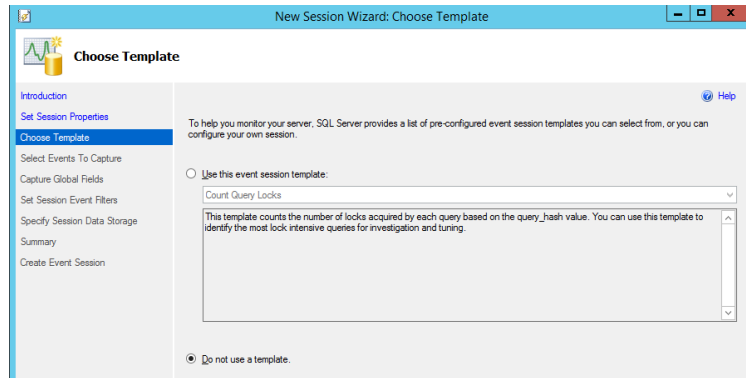 New Session Wizard: Choose Template
Choose Template
Introduction
Set Session Properties
Choose Template
Select Events To Capture
Capture Global Fields
Set Session Event Filters
Specify Session Data Storage
Summary
Create Event Session
Help
To help you monitor your server, SQL Server provides a list of pre-configured event session templates you can select from, or you can
configure your own session.
Use this event session template:
Count Query Locks
This template counts the number of locks acquired by each query based on the query_hash value. You can use this template to
identify the most lock intensive queries for investigation and tuning.
Do not use a template.